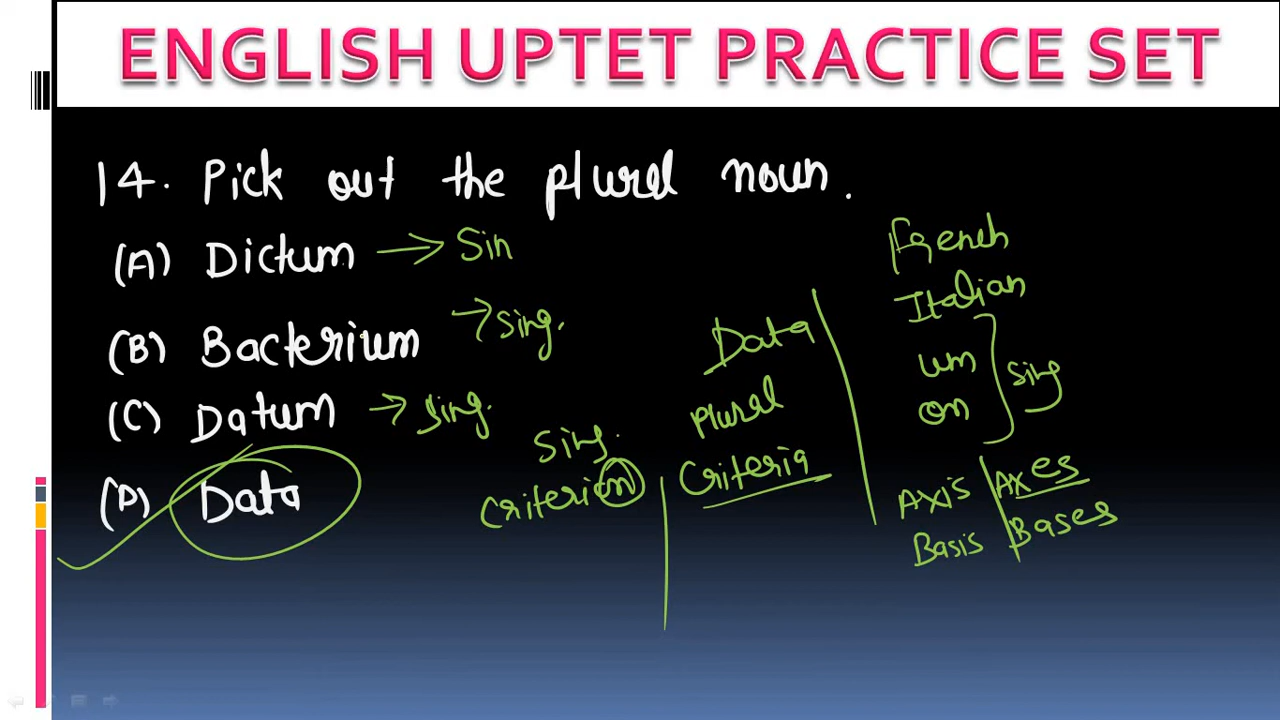 ENGLISH UPTET PRACTICE SET
14. Pick out the plural noun.
(A) Dictum → Sin
(B) Bacterium → Sing.
(C) Datum → Sing.
(D) Data
Sing.
Criterion
Data
Plural
Criteria
French
Italian
um
on
Sing
Axis Axes
Basis Bases